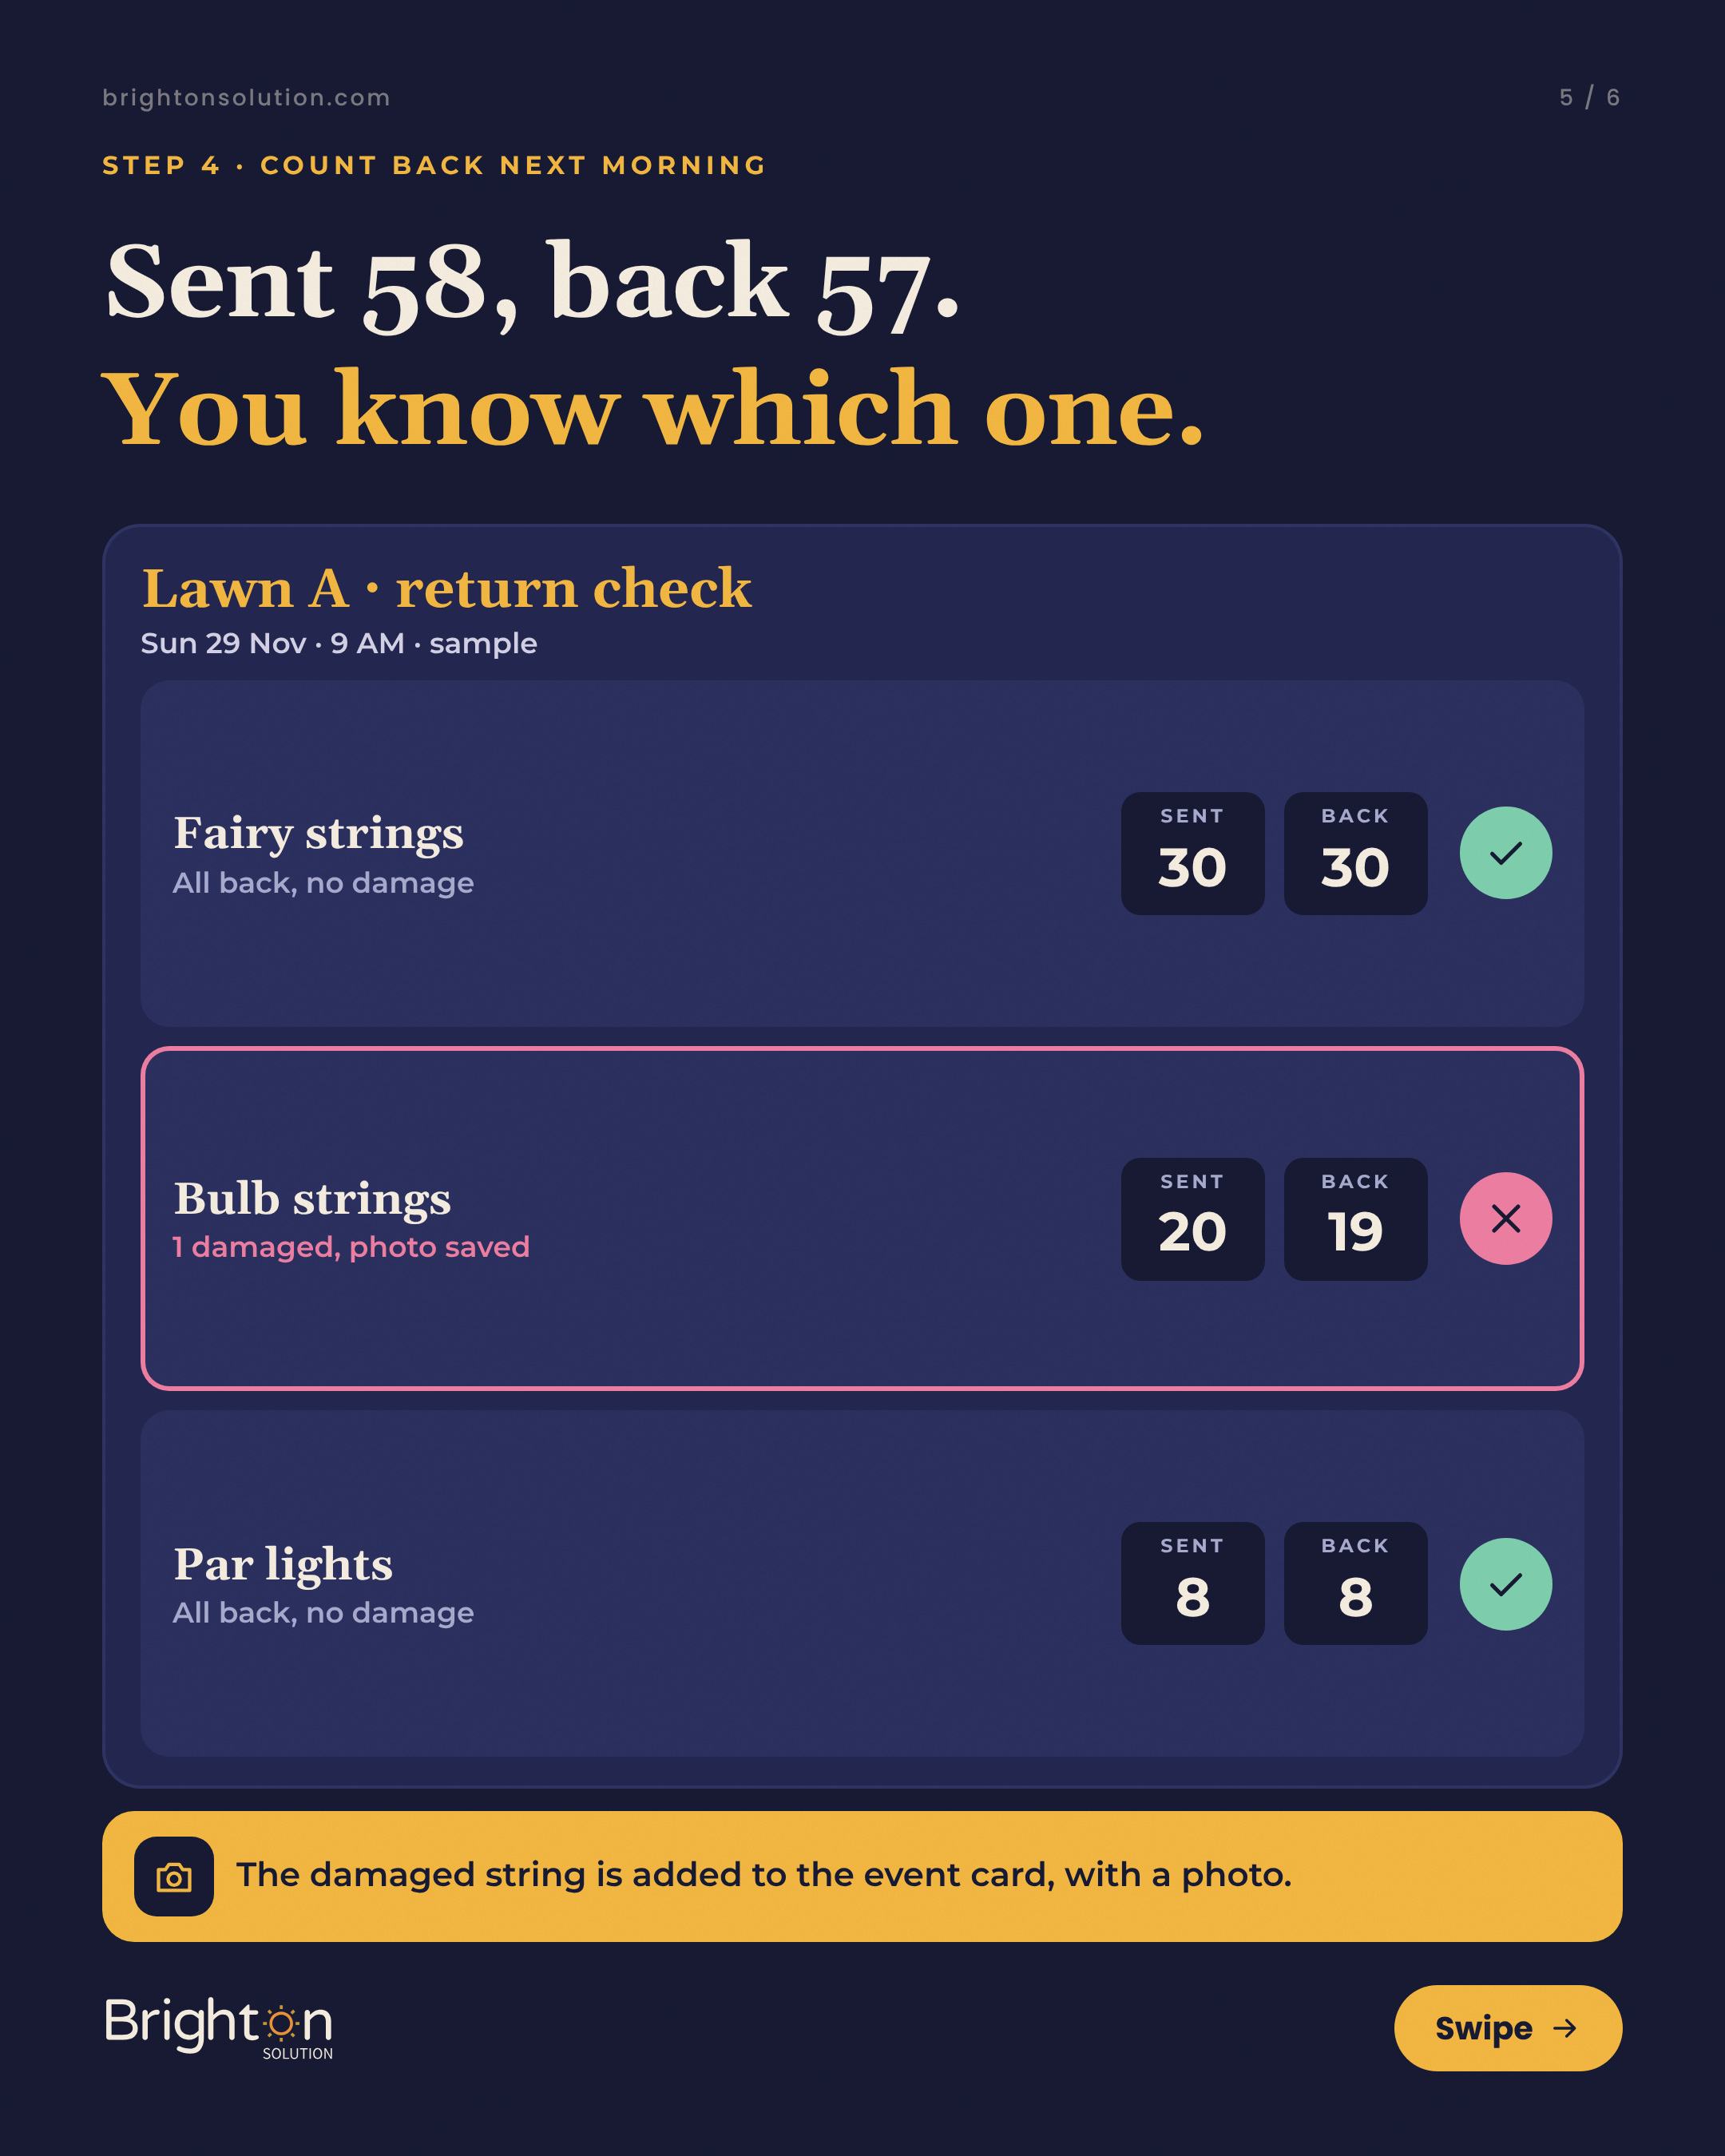 brightonsolution.com
5 / 6
STEP 4 · COUNT BACK NEXT MORNING
Sent 58, back 57.
You know which one.
Lawn A · return check
Sun 29 Nov · 9 AM · sample
Fairy strings
All back, no damage
SENT
30
BACK
30
Bulb strings
1 damaged, photo saved
SENT
20
BACK
19
Par lights
All back, no damage
SENT
8
BACK
8
The damaged string is added to the event card, with a photo.
Brighton
SOLUTION
Swipe →